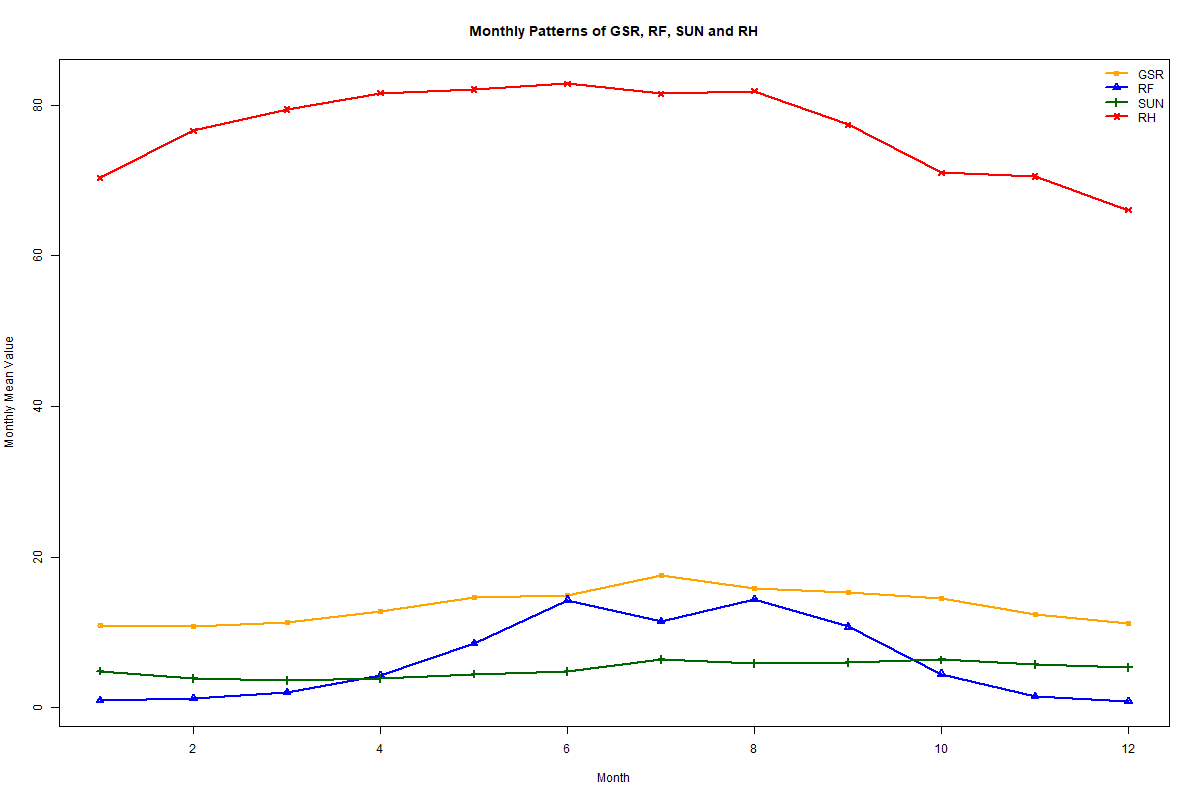 Monthly Patterns of GSR, RF, SUN and RH
GSR
RF
SUN
RH
80
60
40
20
0
Monthly Mean Value
2 4 6 8 10 12
Month